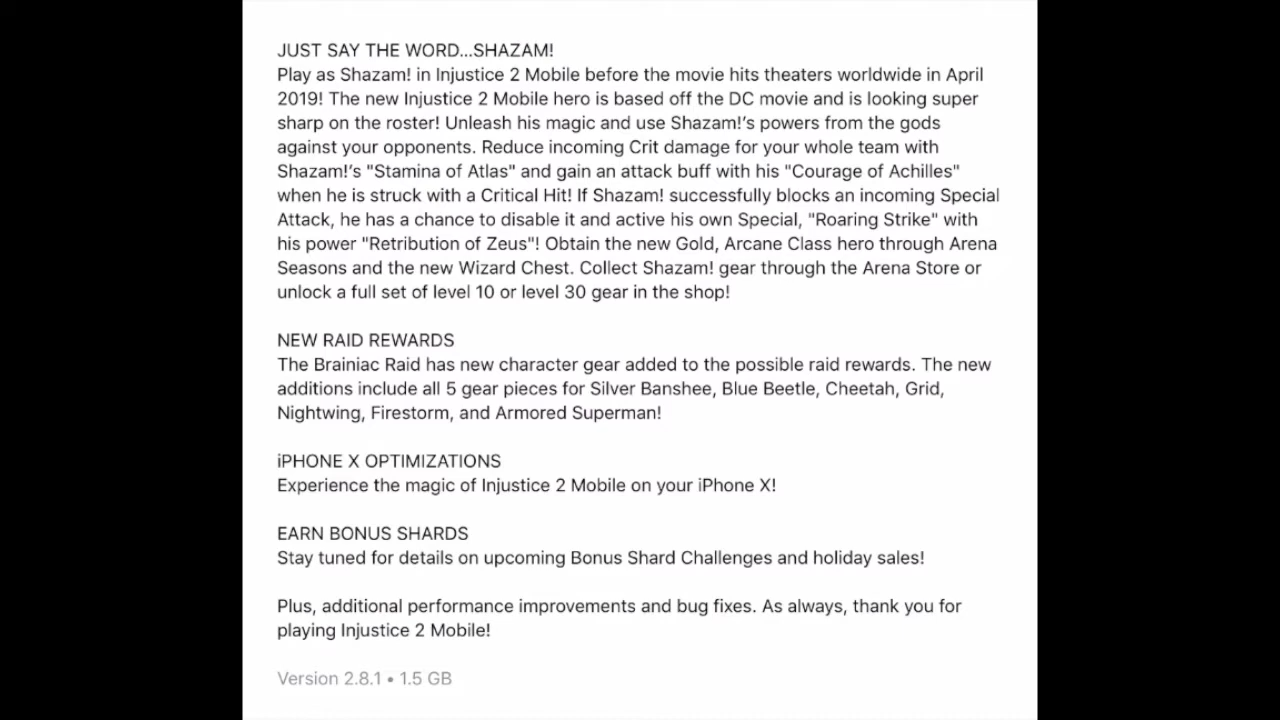 JUST SAY THE WORD...SHAZAM!
Play as Shazam! in Injustice 2 Mobile before the movie hits theaters worldwide in April
2019! The new Injustice 2 Mobile hero is based off the DC movie and is looking super
sharp on the roster! Unleash his magic and use Shazam!’s powers from the gods
against your opponents. Reduce incoming Crit damage for your whole team with
Shazam!’s "Stamina of Atlas" and gain an attack buff with his "Courage of Achilles"
when he is struck with a Critical Hit! If Shazam! successfully blocks an incoming Special
Attack, he has a chance to disable it and active his own Special, "Roaring Strike" with
his power "Retribution of Zeus"! Obtain the new Gold, Arcane Class hero through Arena
Seasons and the new Wizard Chest. Collect Shazam! gear through the Arena Store or
unlock a full set of level 10 or level 30 gear in the shop!
NEW RAID REWARDS
The Brainiac Raid has new character gear added to the possible raid rewards. The new
additions include all 5 gear pieces for Silver Banshee, Blue Beetle, Cheetah, Grid,
Nightwing, Firestorm, and Armored Superman!
iPHONE X OPTIMIZATIONS
Experience the magic of Injustice 2 Mobile on your iPhone X!
EARN BONUS SHARDS
Stay tuned for details on upcoming Bonus Shard Challenges and holiday sales!
Plus, additional performance improvements and bug fixes. As always, thank you for
playing Injustice 2 Mobile!
Version 2.8.1 • 1.5 GB